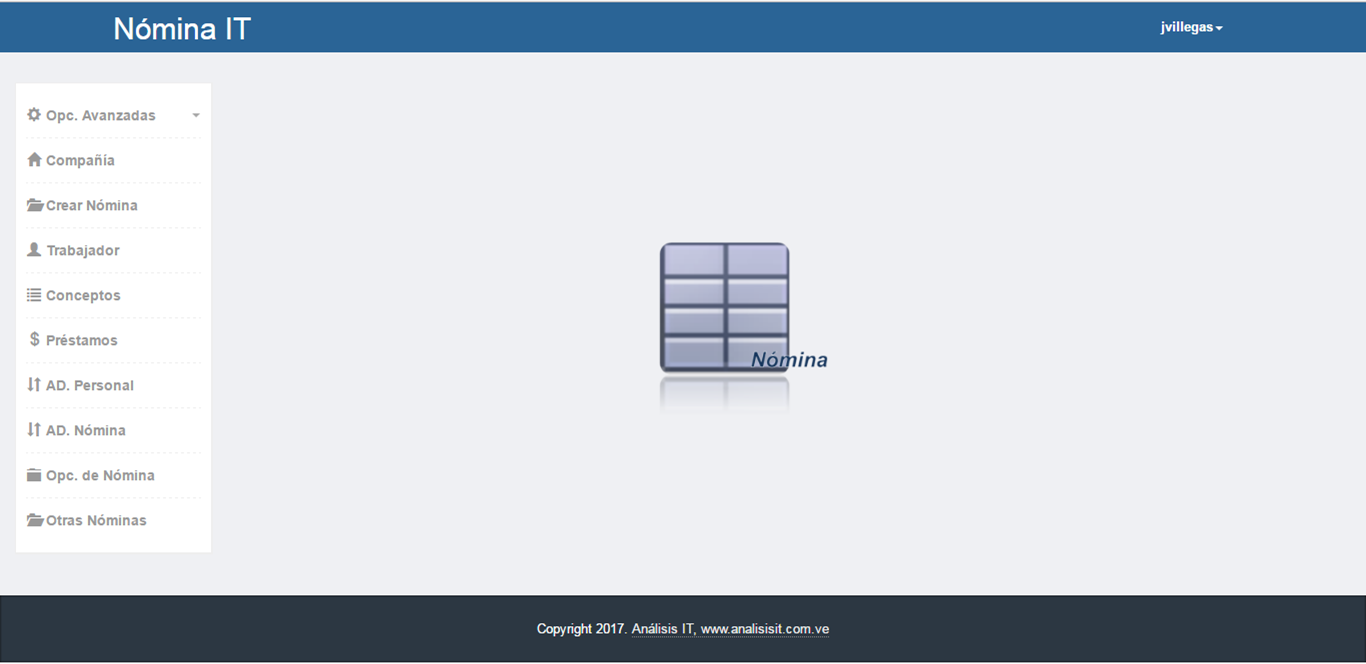 Nómina IT
jvillegas
Opc. Avanzadas
Compañía
Crear Nómina
Trabajador
Conceptos
Préstamos
AD. Personal
AD. Nómina
Opc. de Nómina
Otras Nóminas
Nómina
Copyright 2017. Análisis IT, www.analisisit.com.ve